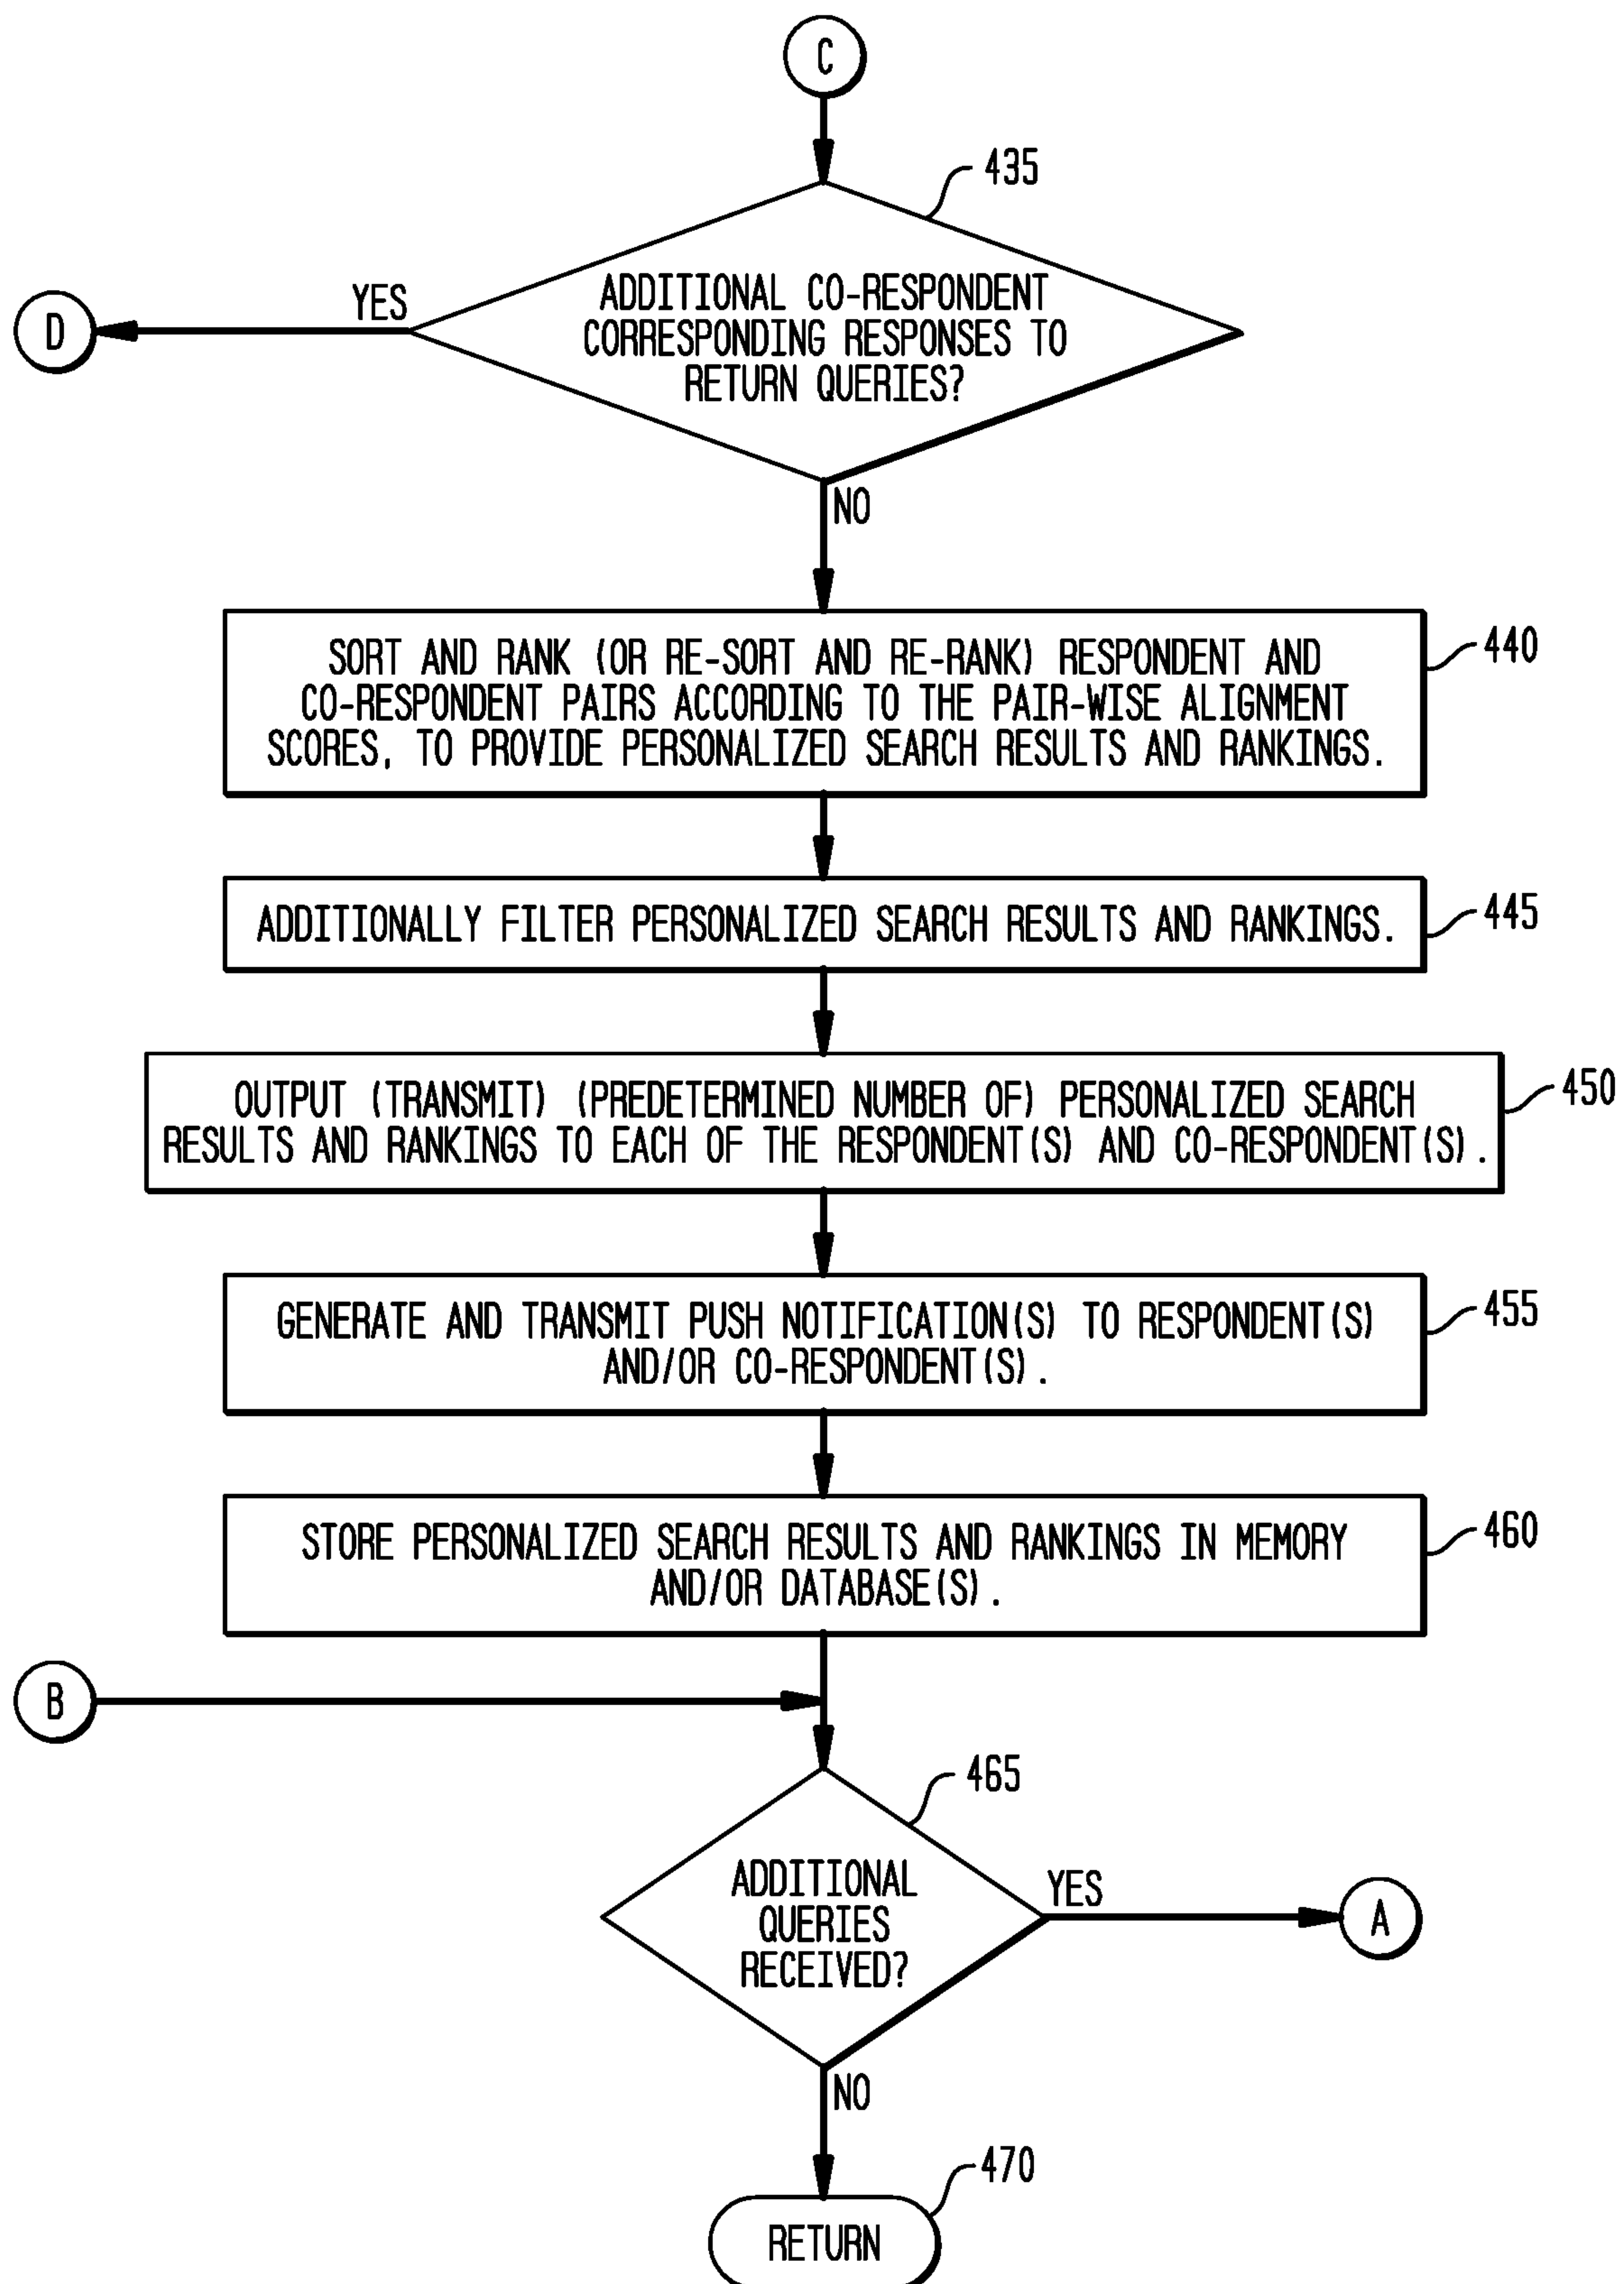 C
435
ADDITIONAL CO-RESPONDENT
CORRESPONDING RESPONSES TO
RETURN QUERIES?
YES
D
NO
SORT AND RANK (OR RE-SORT AND RE-RANK) RESPONDENT AND
CO-RESPONDENT PAIRS ACCORDING TO THE PAIR-WISE ALIGNMENT
SCORES, TO PROVIDE PERSONALIZED SEARCH RESULTS AND RANKINGS.
440
ADDITIONALLY FILTER PERSONALIZED SEARCH RESULTS AND RANKINGS.
445
OUTPUT (TRANSMIT) (PREDETERMINED NUMBER OF) PERSONALIZED SEARCH
RESULTS AND RANKINGS TO EACH OF THE RESPONDENT(S) AND CO-RESPONDENT(S).
450
GENERATE AND TRANSMIT PUSH NOTIFICATION(S) TO RESPONDENT(S)
AND/OR CO-RESPONDENT(S).
455
STORE PERSONALIZED SEARCH RESULTS AND RANKINGS IN MEMORY
AND/OR DATABASE(S).
460
B
465
ADDITIONAL
QUERIES
RECEIVED?
YES
A
NO
470
RETURN